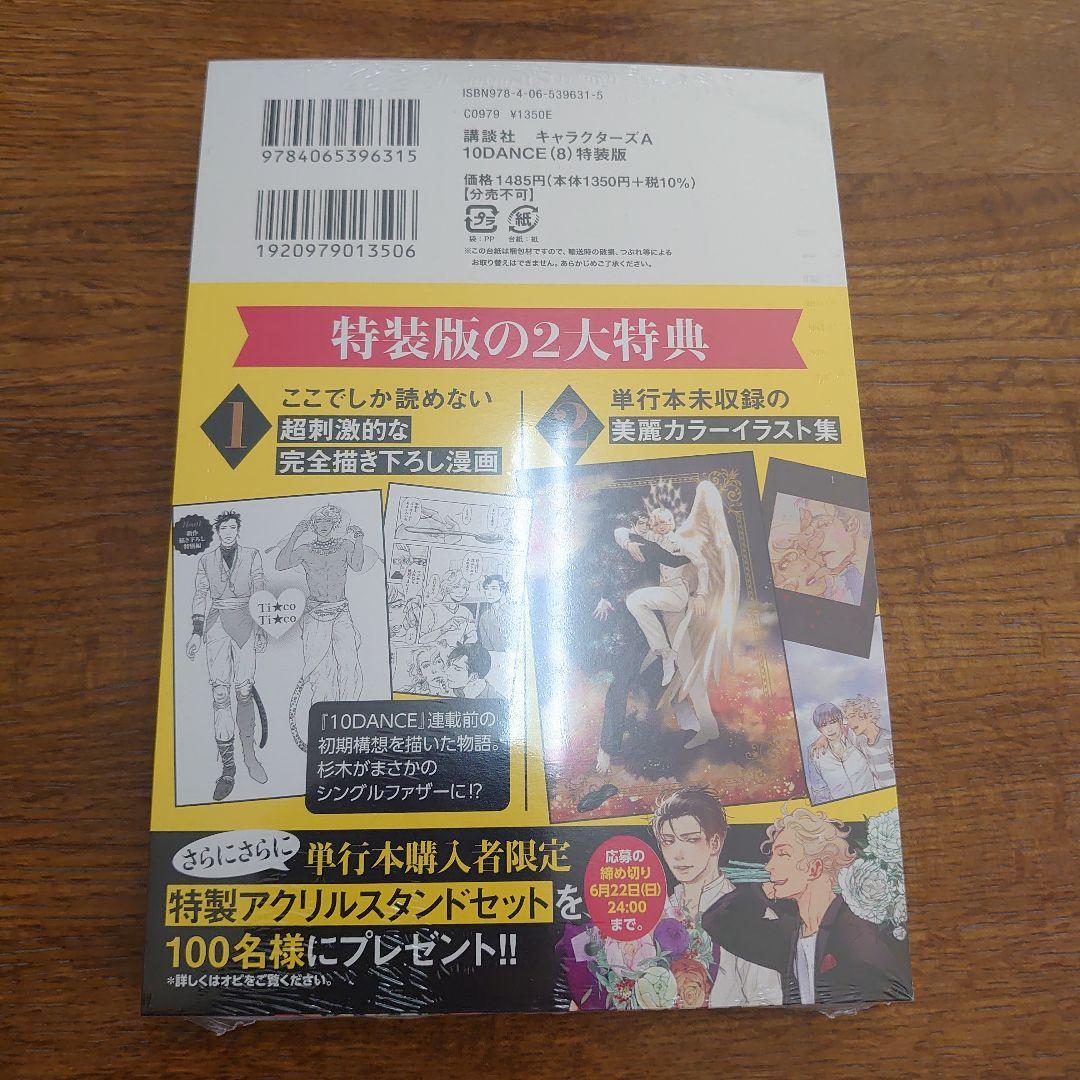 ISBN978-4-06-539631-5
C0979 ¥1350E
講談社 キャラクターズA
10DANCE(8)特装版
価格1485円(本体1350円+税10%)
【分売不可】
プラ
紙
袋:PP 台紙:紙
※この台紙は梱包材ですので、輸送時の破損、つぶれ等による
お取り替えはできません。あらかじめご了承ください。
9784065396315
1920979013506
特装版の2大特典
1
ここでしか読めない
超刺激的な
完全描き下ろし漫画
2
単行本未収録の
美麗カラーイラスト集
新作
描き下ろし
特別編
Ti★co
Ti★co
『10DANCE』連載前の
初期構想を描いた物語。
杉木がまさかの
シングルファザーに!?
さらにさらに
単行本購入者限定
特製アクリルスタンドセットを
100名様にプレゼント!!
*詳しくはオビをご覧ください。
応募の
締め切り
6月22日(日)
24:00
まで。